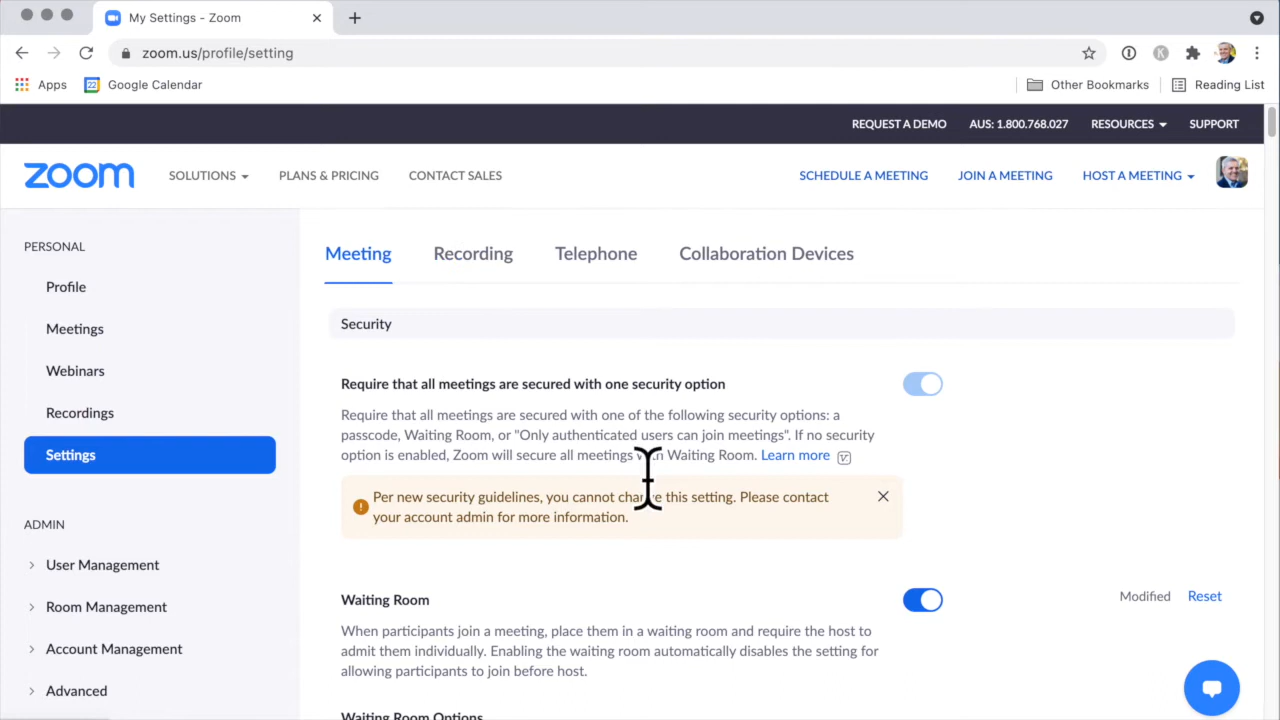 My Settings - Zoom
zoom.us/profile/setting
Apps
22
Google Calendar
Other Bookmarks
Reading List
REQUEST A DEMO
AUS: 1.800.768.027
RESOURCES
SUPPORT
zoom
SOLUTIONS
PLANS & PRICING
CONTACT SALES
SCHEDULE A MEETING
JOIN A MEETING
HOST A MEETING
PERSONAL
Profile
Meetings
Webinars
Recordings
Settings
ADMIN
User Management
Room Management
Account Management
Advanced
Meeting
Recording
Telephone
Collaboration Devices
Security
Require that all meetings are secured with one security option
Require that all meetings are secured with one of the following security options: a
passcode, Waiting Room, or "Only authenticated users can join meetings". If no security
option is enabled, Zoom will secure all meetings with Waiting Room. Learn more
Per new security guidelines, you cannot change this setting. Please contact
your account admin for more information.
Waiting Room
Modified
Reset
When participants join a meeting, place them in a waiting room and require the host to
admit them individually. Enabling the waiting room automatically disables the setting for
allowing participants to join before host.
Waiting Room Options